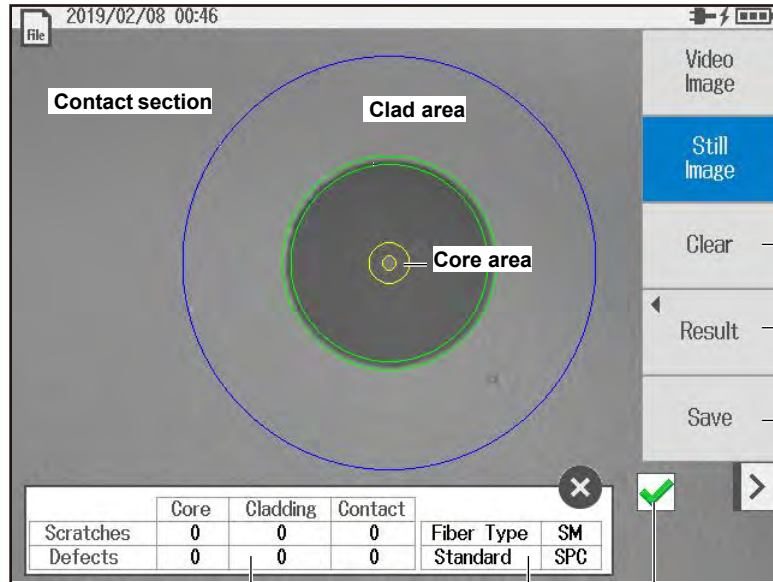 File
2019/02/08 00:46
Video
Image
Contact section
Clad area
Still
Image
Clear
Core area
Result
Save
Core Cladding Contact
Scratches 0 0 0 Fiber Type SM
Defects 0 0 0 Standard SPC